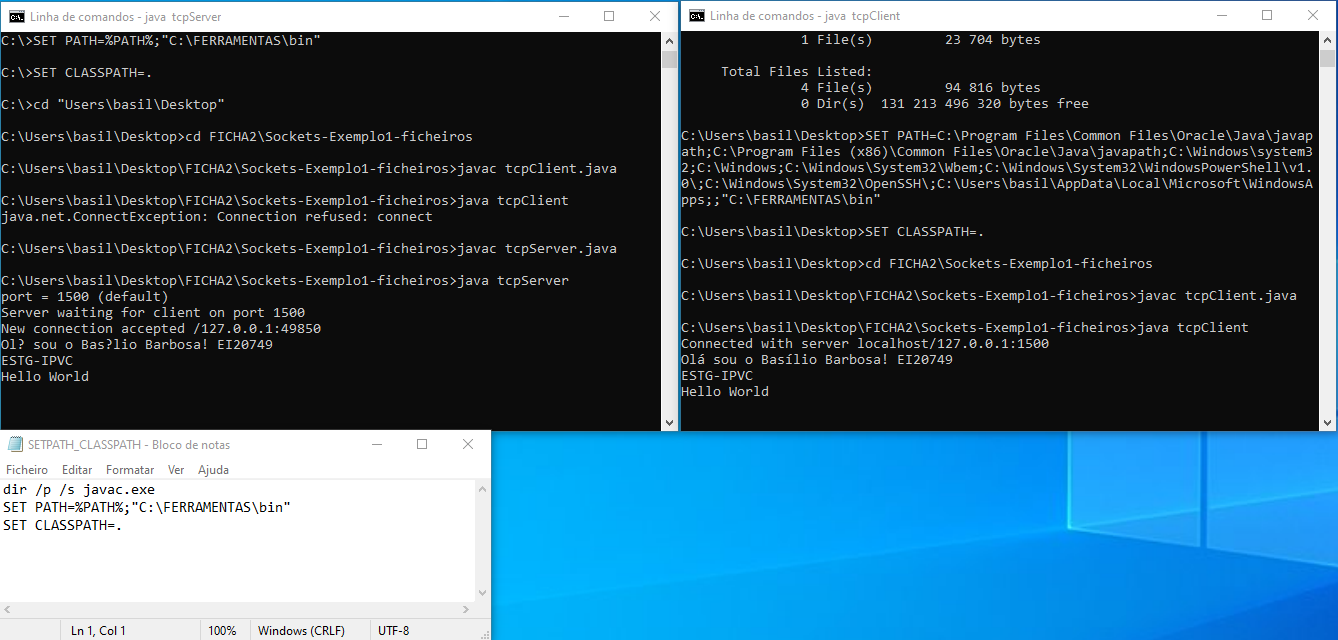 Linha de comandos - java  tcpServer
C:\>SET PATH=%PATH%;"C:\FERRAMENTAS\bin"
C:\>SET CLASSPATH=.
C:\>cd "Users\basil\Desktop"
C:\Users\basil\Desktop>cd FICHA2\Sockets-Exemplo1-ficheiros
C:\Users\basil\Desktop\FICHA2\Sockets-Exemplo1-ficheiros>javac tcpClient.java
C:\Users\basil\Desktop\FICHA2\Sockets-Exemplo1-ficheiros>java tcpClient
java.net.ConnectException: Connection refused: connect
C:\Users\basil\Desktop\FICHA2\Sockets-Exemplo1-ficheiros>javac tcpServer.java
C:\Users\basil\Desktop\FICHA2\Sockets-Exemplo1-ficheiros>java tcpServer
port = 1500 (default)
Server waiting for client on port 1500
New connection accepted /127.0.0.1:49850
Ol? sou o Bas?lio Barbosa! EI20749
ESTG-IPVC
Hello World
Linha de comandos - java  tcpClient
1 File(s)         23 704 bytes
Total Files Listed:
4 File(s)         94 816 bytes
0 Dir(s)  131 213 496 320 bytes free
C:\Users\basil\Desktop>SET PATH=C:\Program Files\Common Files\Oracle\Java\javap
ath;C:\Program Files (x86)\Common Files\Oracle\Java\javapath;C:\Windows\system3
2;C:\Windows;C:\Windows\System32\Wbem;C:\Windows\System32\WindowsPowerShell\v1.
0\;C:\Windows\System32\OpenSSH\;C:\Users\basil\AppData\Local\Microsoft\WindowsA
pps;;"C:\FERRAMENTAS\bin"
C:\Users\basil\Desktop>SET CLASSPATH=.
C:\Users\basil\Desktop>cd FICHA2\Sockets-Exemplo1-ficheiros
C:\Users\basil\Desktop\FICHA2\Sockets-Exemplo1-ficheiros>javac tcpClient.java
C:\Users\basil\Desktop\FICHA2\Sockets-Exemplo1-ficheiros>java tcpClient
Connected with server localhost/127.0.0.1:1500
Olá sou o Basílio Barbosa! EI20749
ESTG-IPVC
Hello World
SETPATH_CLASSPATH - Bloco de notas
Ficheiro Editar Formatar Ver Ajuda
dir /p /s javac.exe
SET PATH=%PATH%;"C:\FERRAMENTAS\bin"
SET CLASSPATH=.
Ln 1, Col 1 100% Windows (CRLF) UTF-8